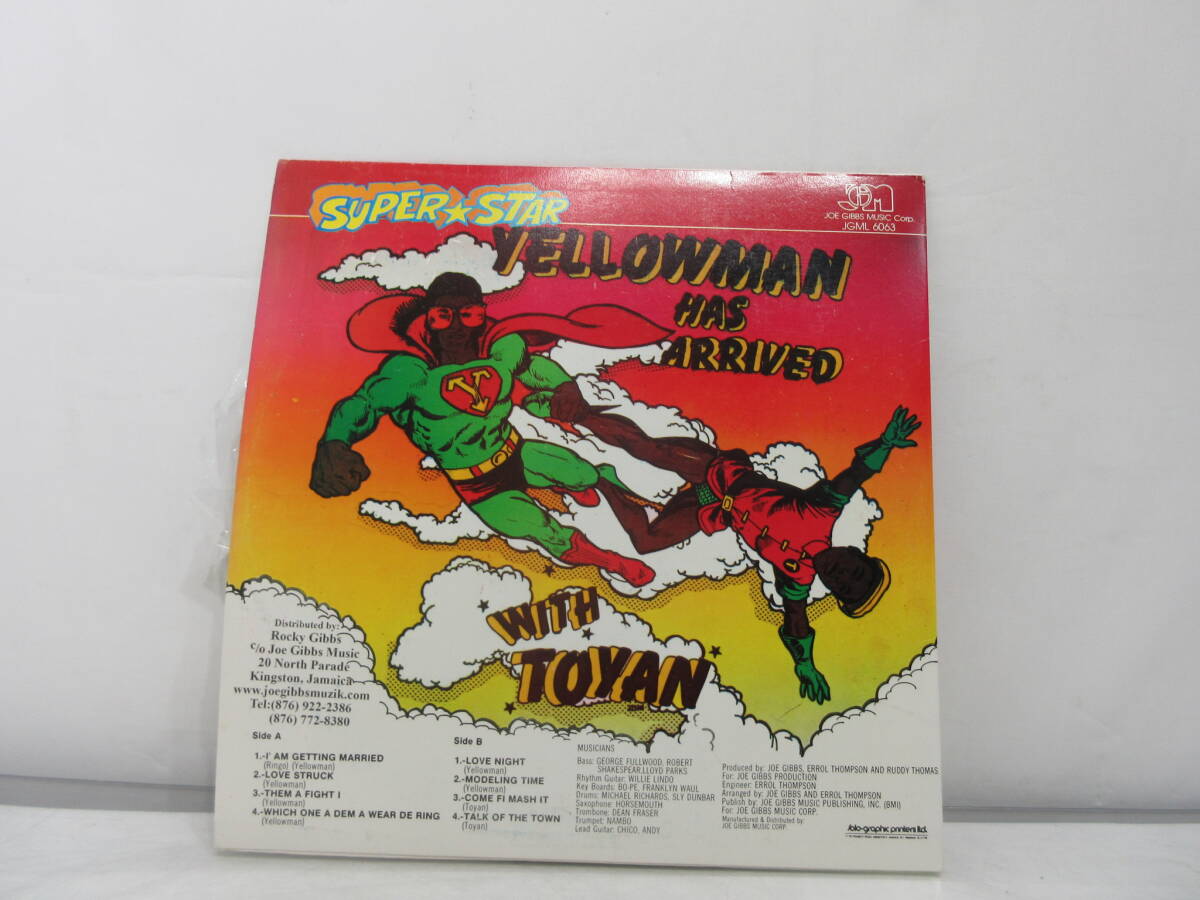 SUPER★STAR
JGM
JOE GIBBS MUSIC Corp.
JGML 6063
YELLOWMAN
HAS
ARRIVED
Y
WITH
TOYAN
Distributed by:
Rocky Gibbs
c/o Joe Gibbs Music
20 North Parade
Kingston, Jamaica
www.joegibbsmuzik.com
Tel:(876) 922-2386
(876) 772-8380
Side A
1.-I' AM GETTING MARRIED
(Ringo) (Yellowman)
2.-LOVE STRUCK
(Yellowman)
3.-THEM A FIGHT I
(Yellowman)
4.-WHICH ONE A DEM A WEAR DE RING
(Yellowman)
Side B
1.-LOVE NIGHT
(Yellowman)
2.-MODELING TIME
(Yellowman)
3.-COME FI MASH IT
(Toyan)
4.-TALK OF THE TOWN
(Toyan)
MUSICIANS
Bass: GEORGE FULLWOOD, ROBERT
SHAKESPEAR,LLOYD PARKS
Rhythm Guitar: WILLIE LINDO
Key Boards: BO-PE, FRANKLYN WAUL
Drums: MICHAEL RICHARDS, SLY DUNBAR
Saxophone: HORSEMOUTH
Trombone: DEAN FRASER
Trumpet: NAMBO
Lead Guitar: CHICO, ANDY
Produced by: JOE GIBBS, ERROL THOMPSON AND RUDDY THOMAS
For: JOE GIBBS PRODUCTION
Engineer: ERROL THOMPSON
Arranged by: JOE GIBBS AND ERROL THOMPSON
Publish by: JOE GIBBS MUSIC PUBLISHING, INC. (BMI)
For: JOE GIBBS MUSIC CORP.
Manufactured & Distributed by:
JOE GIBBS MUSIC CORP.
solo-graphic printers ltd.